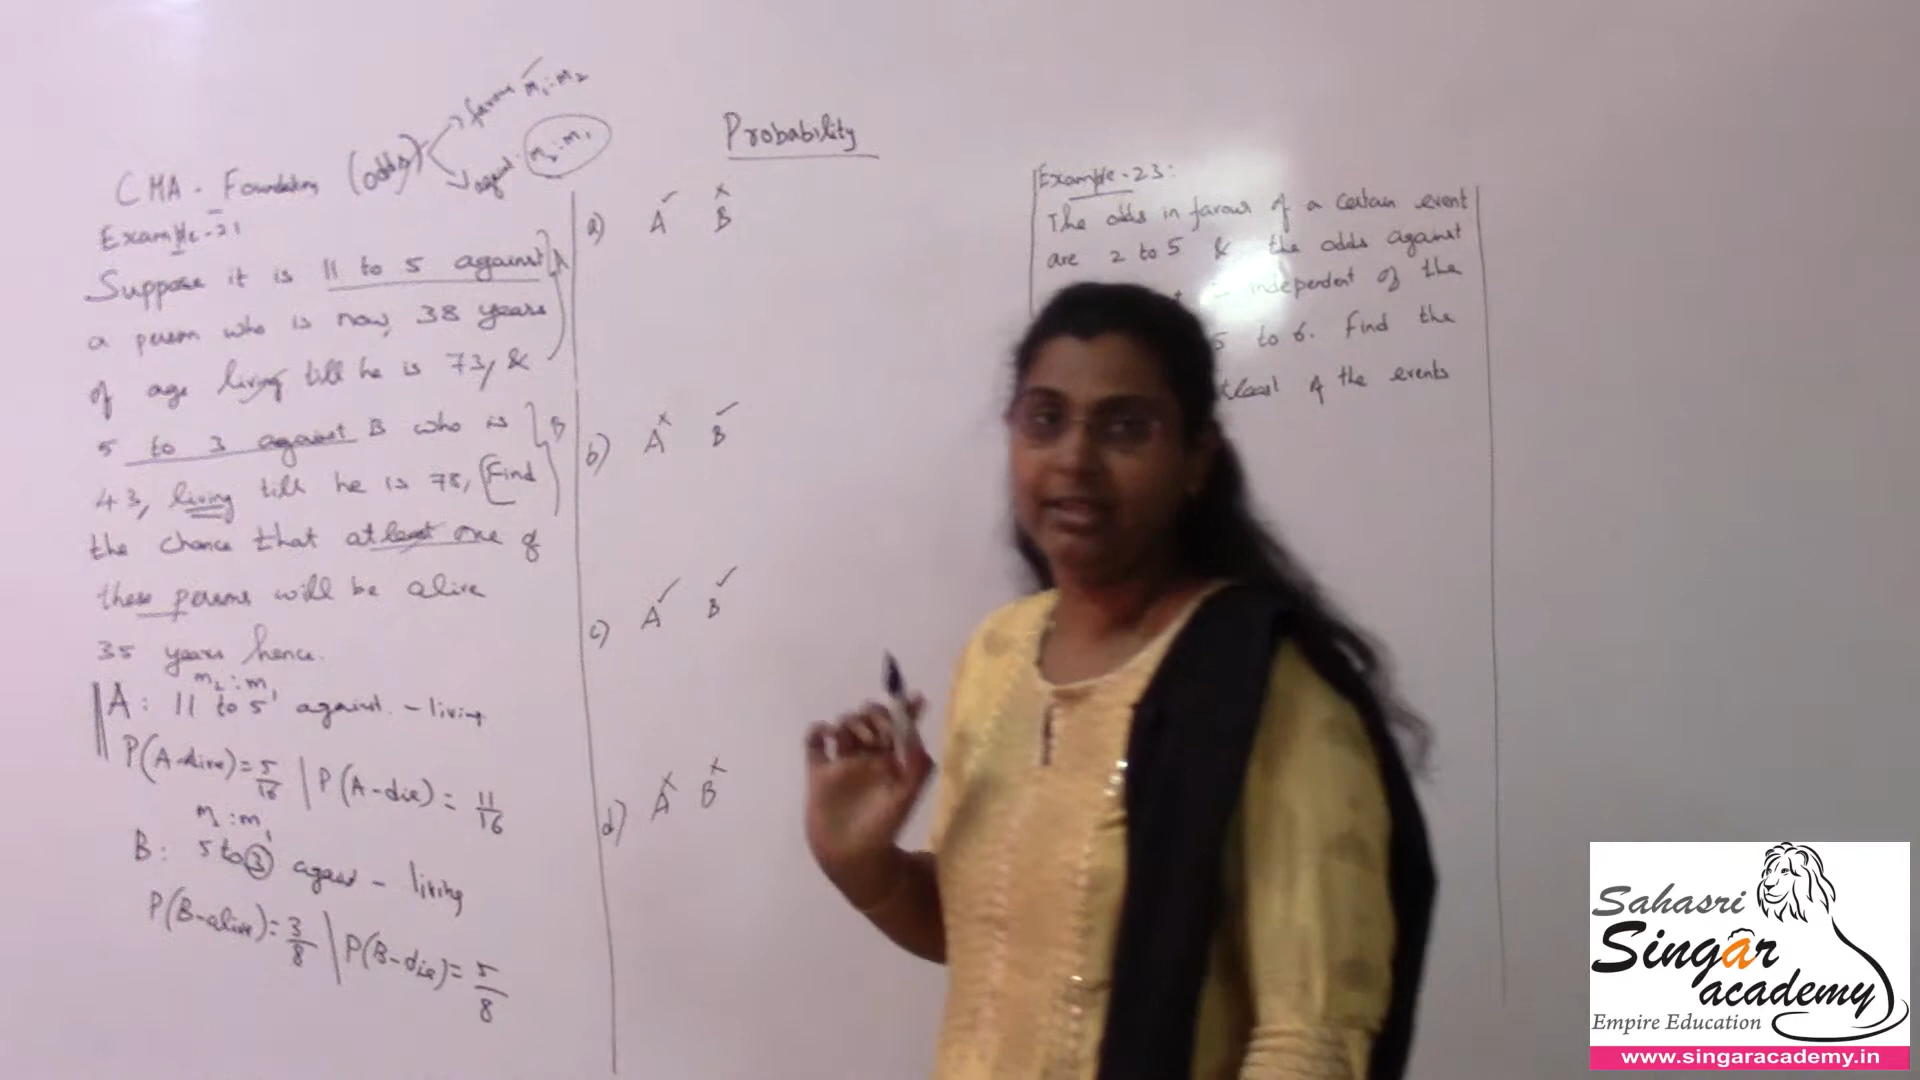 CMA - Foundation (odds)
favour m₁:m₂
against m₂:m₁
Probability
Example-21
Suppose it is 11 to 5 against
a person who is now 38 years
of age living till he is 73, &
5 to 3 against B who is
43, living till he is 78, Find
the chance that atleast one of
these persons will be alive
35 years hence.
A
B
m₂:m₁
A: 11 to 5 against - living
P(A-alive)=5/16 | P(A-die) = 11/16
m₂:m₁
B: 5 to 3 against - living
P(B-alive)=3/8 | P(B-die)=5/8
a) A✓ B×
b) A× B✓
c) A✓ B✓
d) A× B×
Example-23:
The odds in favour of a certain event
are 2 to 5 & the odds against
independent of the
5 to 6. Find the
atleast of the events
Sahasri
Singar
academy
Empire Education
www.singaracademy.in